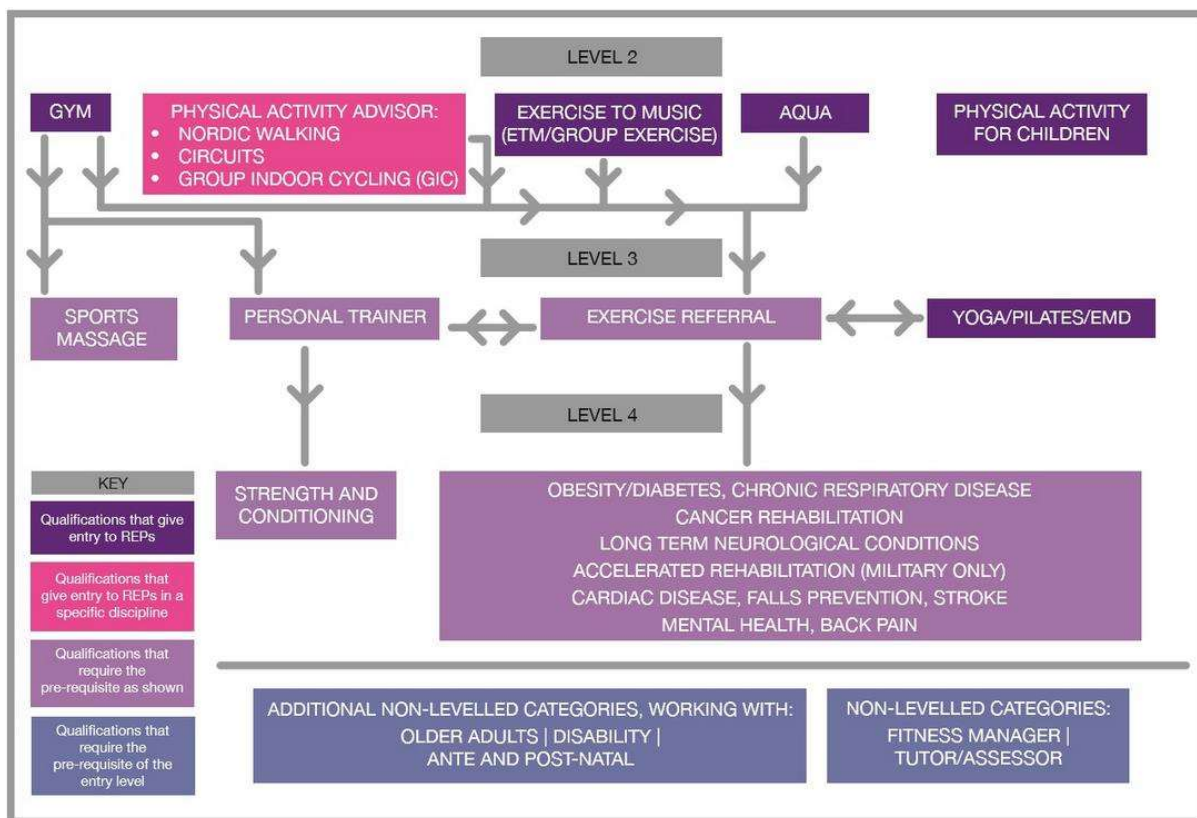 LEVEL 2
GYM
PHYSICAL ACTIVITY ADVISOR:
• NORDIC WALKING
• CIRCUITS
• GROUP INDOOR CYCLING (GIC)
EXERCISE TO MUSIC
(ETM/GROUP EXERCISE)
AQUA
PHYSICAL ACTIVITY
FOR CHILDREN
LEVEL 3
SPORTS
MASSAGE
PERSONAL TRAINER
EXERCISE REFERRAL
YOGA/PILATES/EMD
LEVEL 4
STRENGTH AND
CONDITIONING
OBESITY/DIABETES, CHRONIC RESPIRATORY DISEASE
CANCER REHABILITATION
LONG TERM NEUROLOGICAL CONDITIONS
ACCELERATED REHABILITATION (MILITARY ONLY)
CARDIAC DISEASE, FALLS PREVENTION, STROKE
MENTAL HEALTH, BACK PAIN
KEY
Qualifications that give
entry to REPs
Qualifications that
give entry to REPs in a
specific discipline
Qualifications that
require the
pre-requisite as shown
Qualifications that
require the
pre-requisite of the
entry level
ADDITIONAL NON-LEVELLED CATEGORIES, WORKING WITH:
OLDER ADULTS | DISABILITY |
ANTE AND POST-NATAL
NON-LEVELLED CATEGORIES:
FITNESS MANAGER |
TUTOR/ASSESSOR